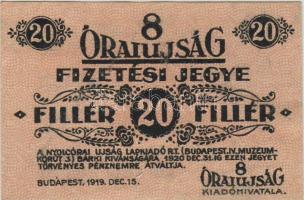 20 8 20
ÓRAIUJSÁG
FIZETÉSI JEGYE
FILLÉR 20 FILLÉR
A NYOLCÓRAI UJSÁG LAPKIADÓ R.T. (BUDAPEST, IV. MUZEUM-
KÖRUT 3.) BÁRKI KIVÁNSÁGÁRA, 1920 DEC. 31.IG EZEN JEGYET
TÖRVÉNYES PÉNZNEMRE ÁTVÁLTJA.
BUDAPEST, 1919. DEC. 15.
8
ÓRAIUJSÁG
KIADÓHIVATALA.